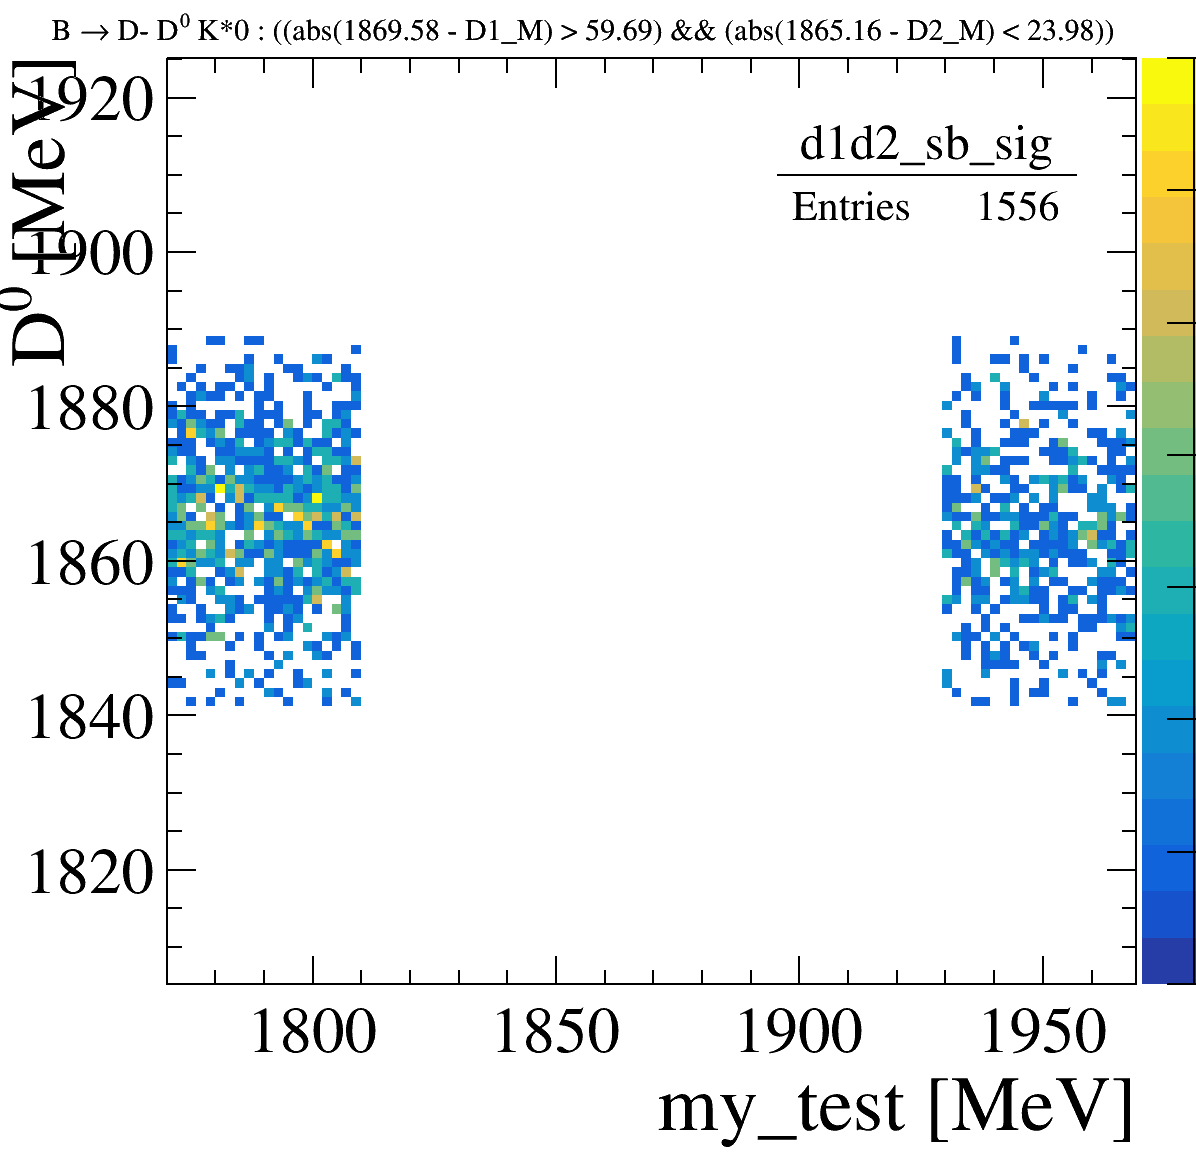 B → D- D⁰ K*0 : ((abs(1869.58 - D1_M) > 59.69) && (abs(1865.16 - D2_M) < 23.98))
D⁰ [MeV]
d1d2_sb_sig
Entries 1556
1920
1900
1880
1860
1840
1820
1800 1850 1900 1950
my_test [MeV]